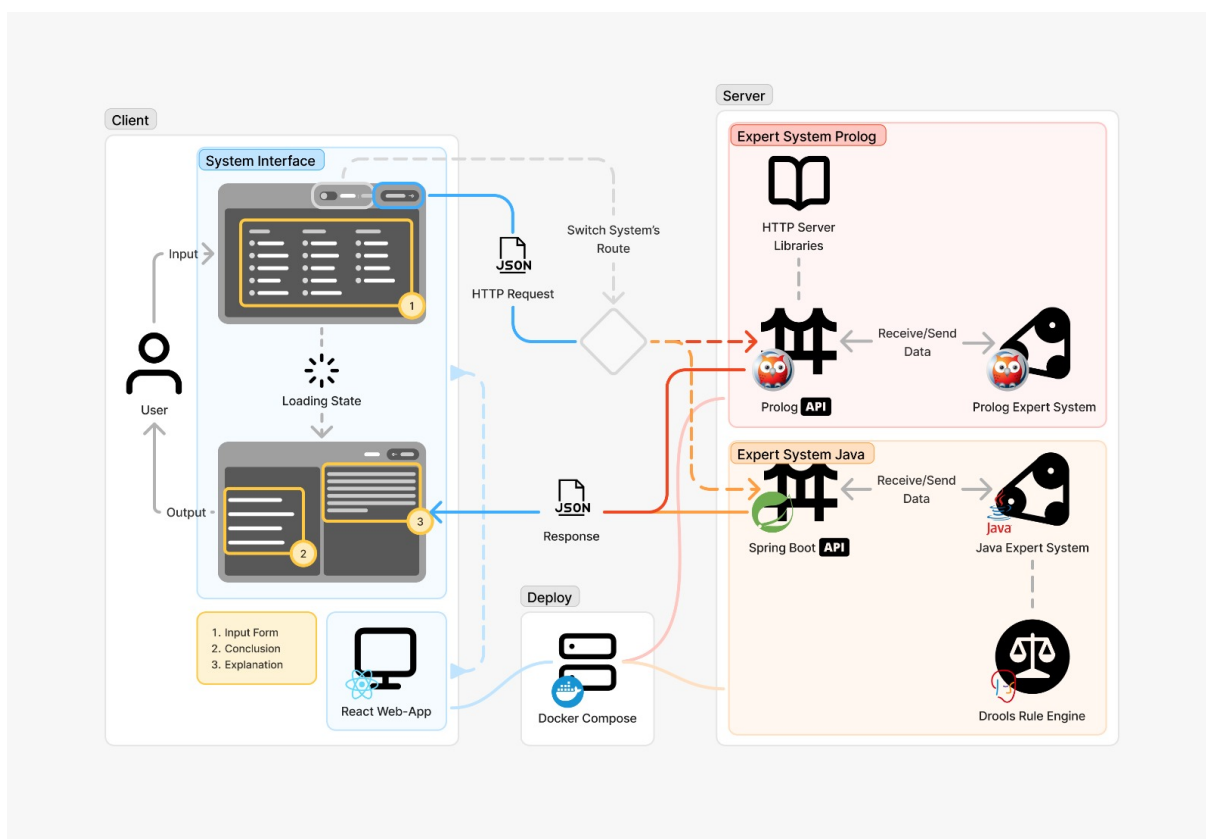 Client
System Interface
Input
1
Loading State
User
Output
2
3
1. Input Form
2. Conclusion
3. Explanation
React Web-App
JSON
HTTP Request
Switch System's
Route
JSON
Response
Deploy
Docker Compose
Server
Expert System Prolog
HTTP Server
Libraries
Receive/Send
Data
Prolog API
Prolog Expert System
Expert System Java
Receive/Send
Data
Java
Spring Boot API
Java Expert System
Drools Rule Engine